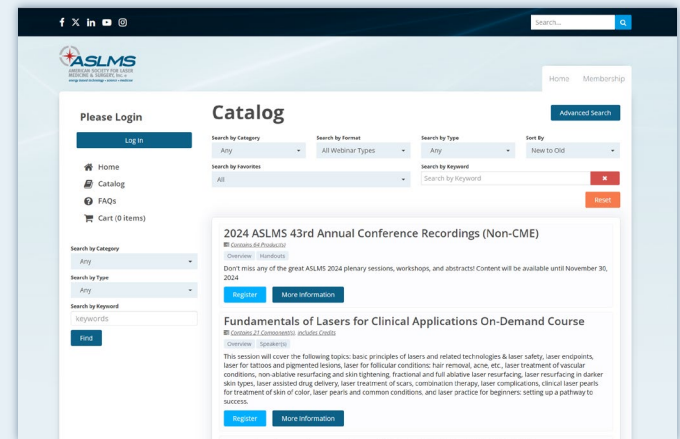 Search...
ASLMS
AMERICAN SOCIETY FOR LASER
MEDICINE & SURGERY, INC.
energy-based technology • science • medicine
Home Membership
Please Login
Log In
Home
Catalog
FAQs
Cart (0 items)
Search by Category
Any
Search by Type
Any
Search by Keyword
keywords
Find
Catalog
Advanced Search
Search by Category Search by Format Search by Type Sort By
Any All Webinar Types Any New to Old
Search by Favorites Search by Keyword
All Search by Keyword
Reset
2024 ASLMS 43rd Annual Conference Recordings (Non-CME)
Contains 64 Product(s)
Overview Handouts
Don't miss any of the great ASLMS 2024 plenary sessions, workshops, and abstracts! Content will be available until November 30,
2024
Register More Information
Fundamentals of Lasers for Clinical Applications On-Demand Course
Contains 21 Component(s), includes Credits
Overview Speaker(s)
This session will cover the following topics: basic principles of lasers and related technologies & laser safety, laser endpoints,
laser for tattoos and pigmented lesions, laser for follicular conditions: hair removal, acne, etc., laser treatment of vascular
conditions, non-ablative resurfacing and skin tightening, fractional and full ablative laser resurfacing, laser resurfacing in darker
skin types, laser assisted drug delivery, laser treatment of scars, combination therapy, laser complications, clinical laser pearls
for treatment of skin of color, laser pearls and common conditions, and laser practice for beginners: setting up a pathway to
success.
Register More Information